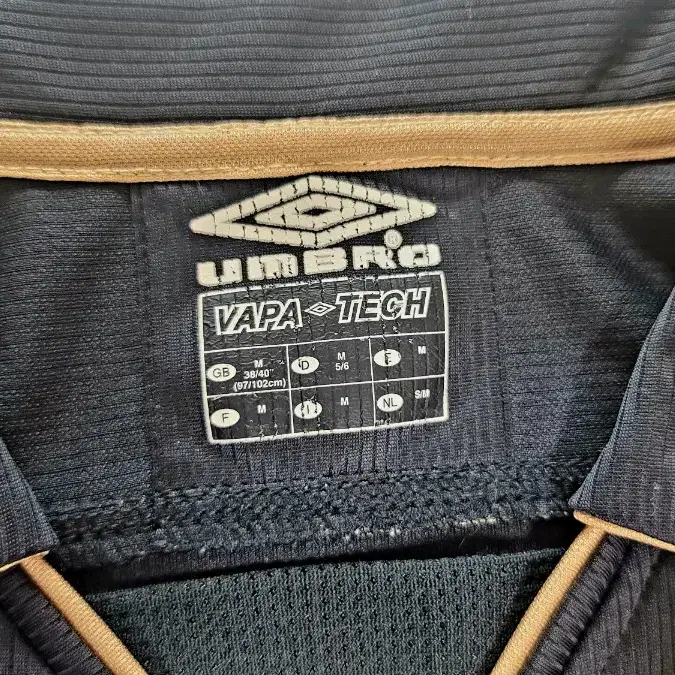 UMBRO®
VAPA TECH
GB M 38/40" (97/102cm) D M 5/6 E M
F M I M NL S/M